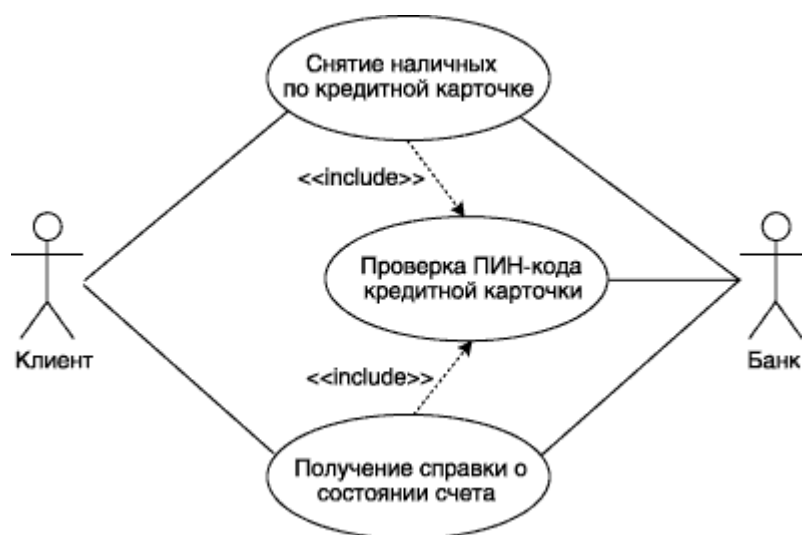 Снятие наличных
по кредитной карточке
<<include>>
Проверка ПИН-кода
кредитной карточки
Клиент
Банк
<<include>>
Получение справки о
состоянии счета